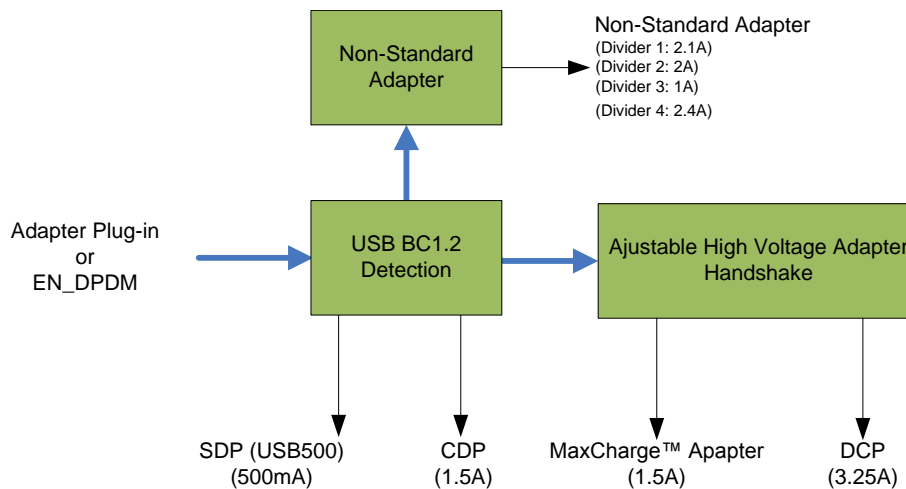 Non-Standard
Adapter
Non-Standard Adapter
(Divider 1: 2.1A)
(Divider 2: 2A)
(Divider 3: 1A)
(Divider 4: 2.4A)
Adapter Plug-in
or
EN_DPDM
USB BC1.2
Detection
Ajustable High Voltage Adapter
Handshake
SDP (USB500)
(500mA)
CDP
(1.5A)
MaxCharge™ Apapter
(1.5A)
DCP
(3.25A)